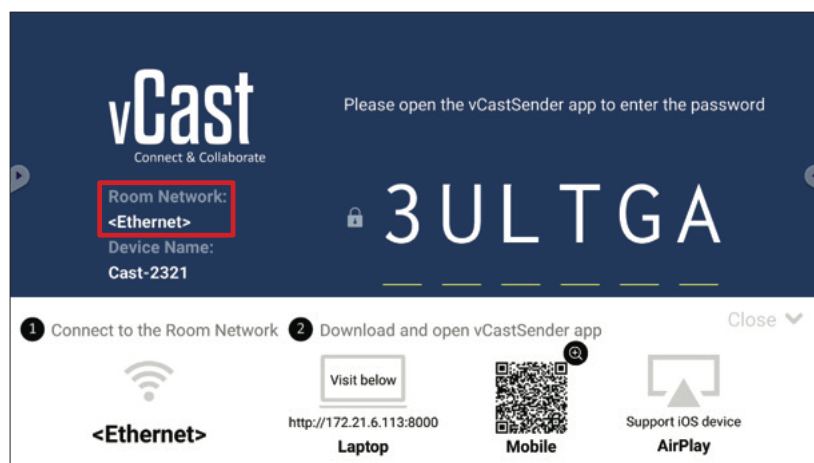 vCast
Connect & Collaborate
Please open the vCastSender app to enter the password
Room Network:
<Ethernet>
Device Name:
Cast-2321
3ULTGA
1 Connect to the Room Network
2 Download and open vCastSender app
Close
<Ethernet>
Visit below
http://172.21.6.113:8000
Laptop
Mobile
Support iOS device
AirPlay